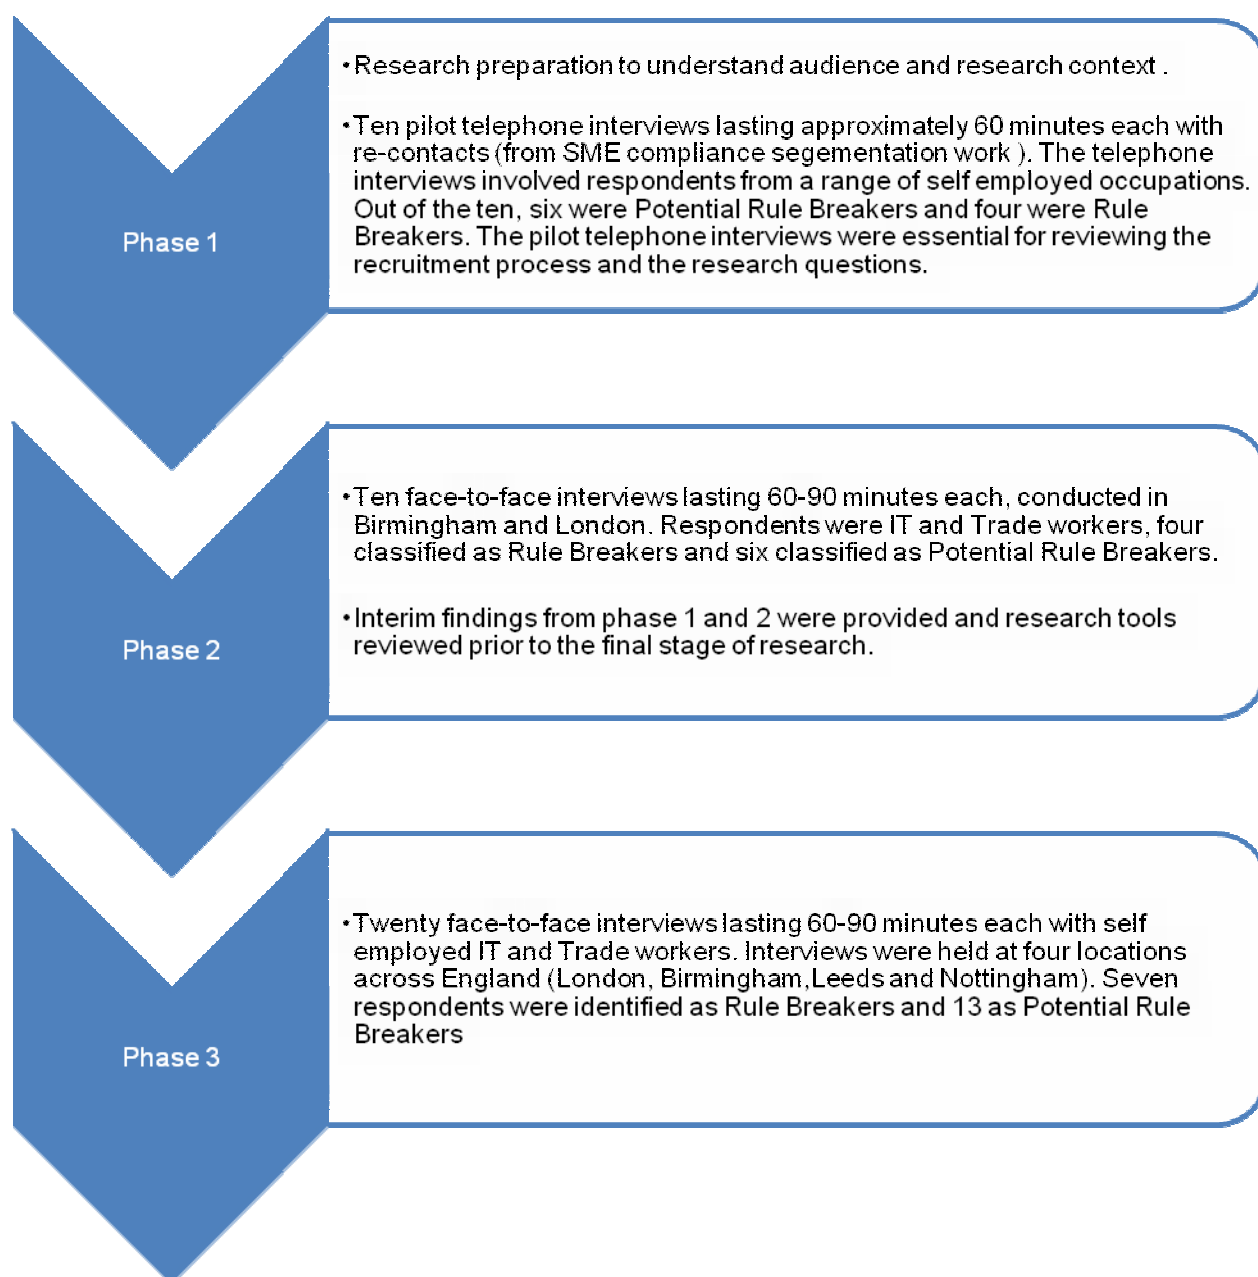 •Research preparation to understand audience and research context .
•Ten pilot telephone interviews lasting approximately 60 minutes each with
re-contacts (from SME compliance segementation work ). The telephone
interviews involved respondents from a range of self employed occupations.
Out of the ten, six were Potential Rule Breakers and four were Rule
Breakers. The pilot telephone interviews were essential for reviewing the
recruitment process and the research questions.
Phase 1
•Ten face-to-face interviews lasting 60-90 minutes each, conducted in
Birmingham and London. Respondents were IT and Trade workers, four
classified as Rule Breakers and six classified as Potential Rule Breakers.
•Interim findings from phase 1 and 2 were provided and research tools
reviewed prior to the final stage of research.
Phase 2
•Twenty face-to-face interviews lasting 60-90 minutes each with self
employed IT and Trade workers. Interviews were held at four locations
across England (London, Birmingham,Leeds and Nottingham). Seven
respondents were identified as Rule Breakers and 13 as Potential Rule
Breakers
Phase 3